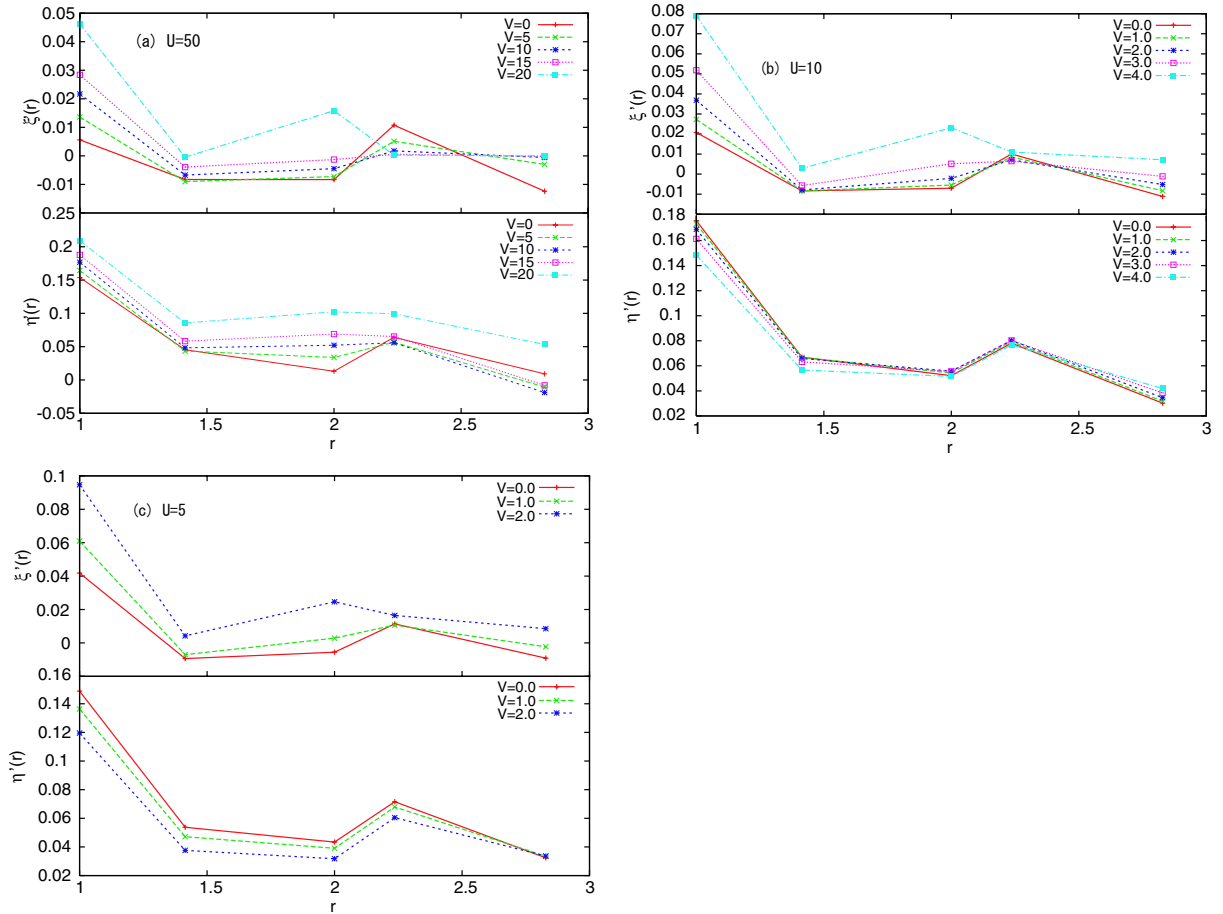 0.05
0.04
0.03
0.02
0.01
0
-0.01
ξ'(r)
(a) U=50
V=0
V=5
V=10
V=15
V=20
0.25
0.2
0.15
0.1
0.05
0
-0.05
η'(r)
V=0
V=5
V=10
V=15
V=20
1
1.5
2
2.5
3
r
0.08
0.07
0.06
0.05
0.04
0.03
0.02
0.01
0
-0.01
ξ'(r)
(b) U=10
V=0.0
V=1.0
V=2.0
V=3.0
V=4.0
0.18
0.16
0.14
0.12
0.1
0.08
0.06
0.04
0.02
η'(r)
V=0.0
V=1.0
V=2.0
V=3.0
V=4.0
1
1.5
2
2.5
3
r
0.1
0.08
0.06
0.04
0.02
0
ξ'(r)
(c) U=5
V=0.0
V=1.0
V=2.0
0.16
0.14
0.12
0.1
0.08
0.06
0.04
0.02
η'(r)
V=0.0
V=1.0
V=2.0
1
1.5
2
2.5
3
r